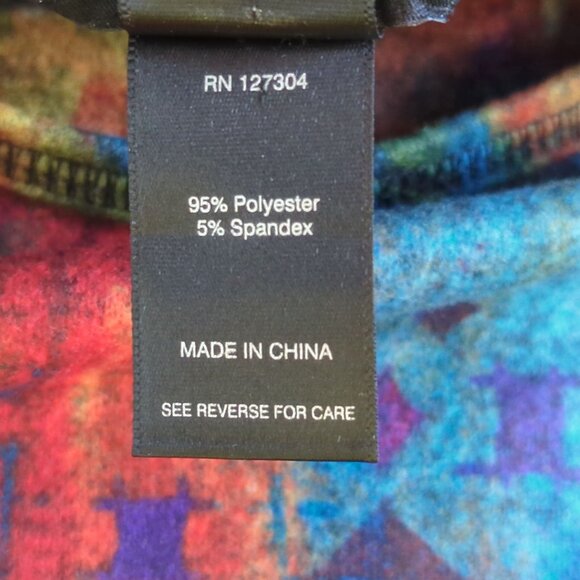 RN 127304
95% Polyester
5% Spandex
MADE IN CHINA
SEE REVERSE FOR CARE